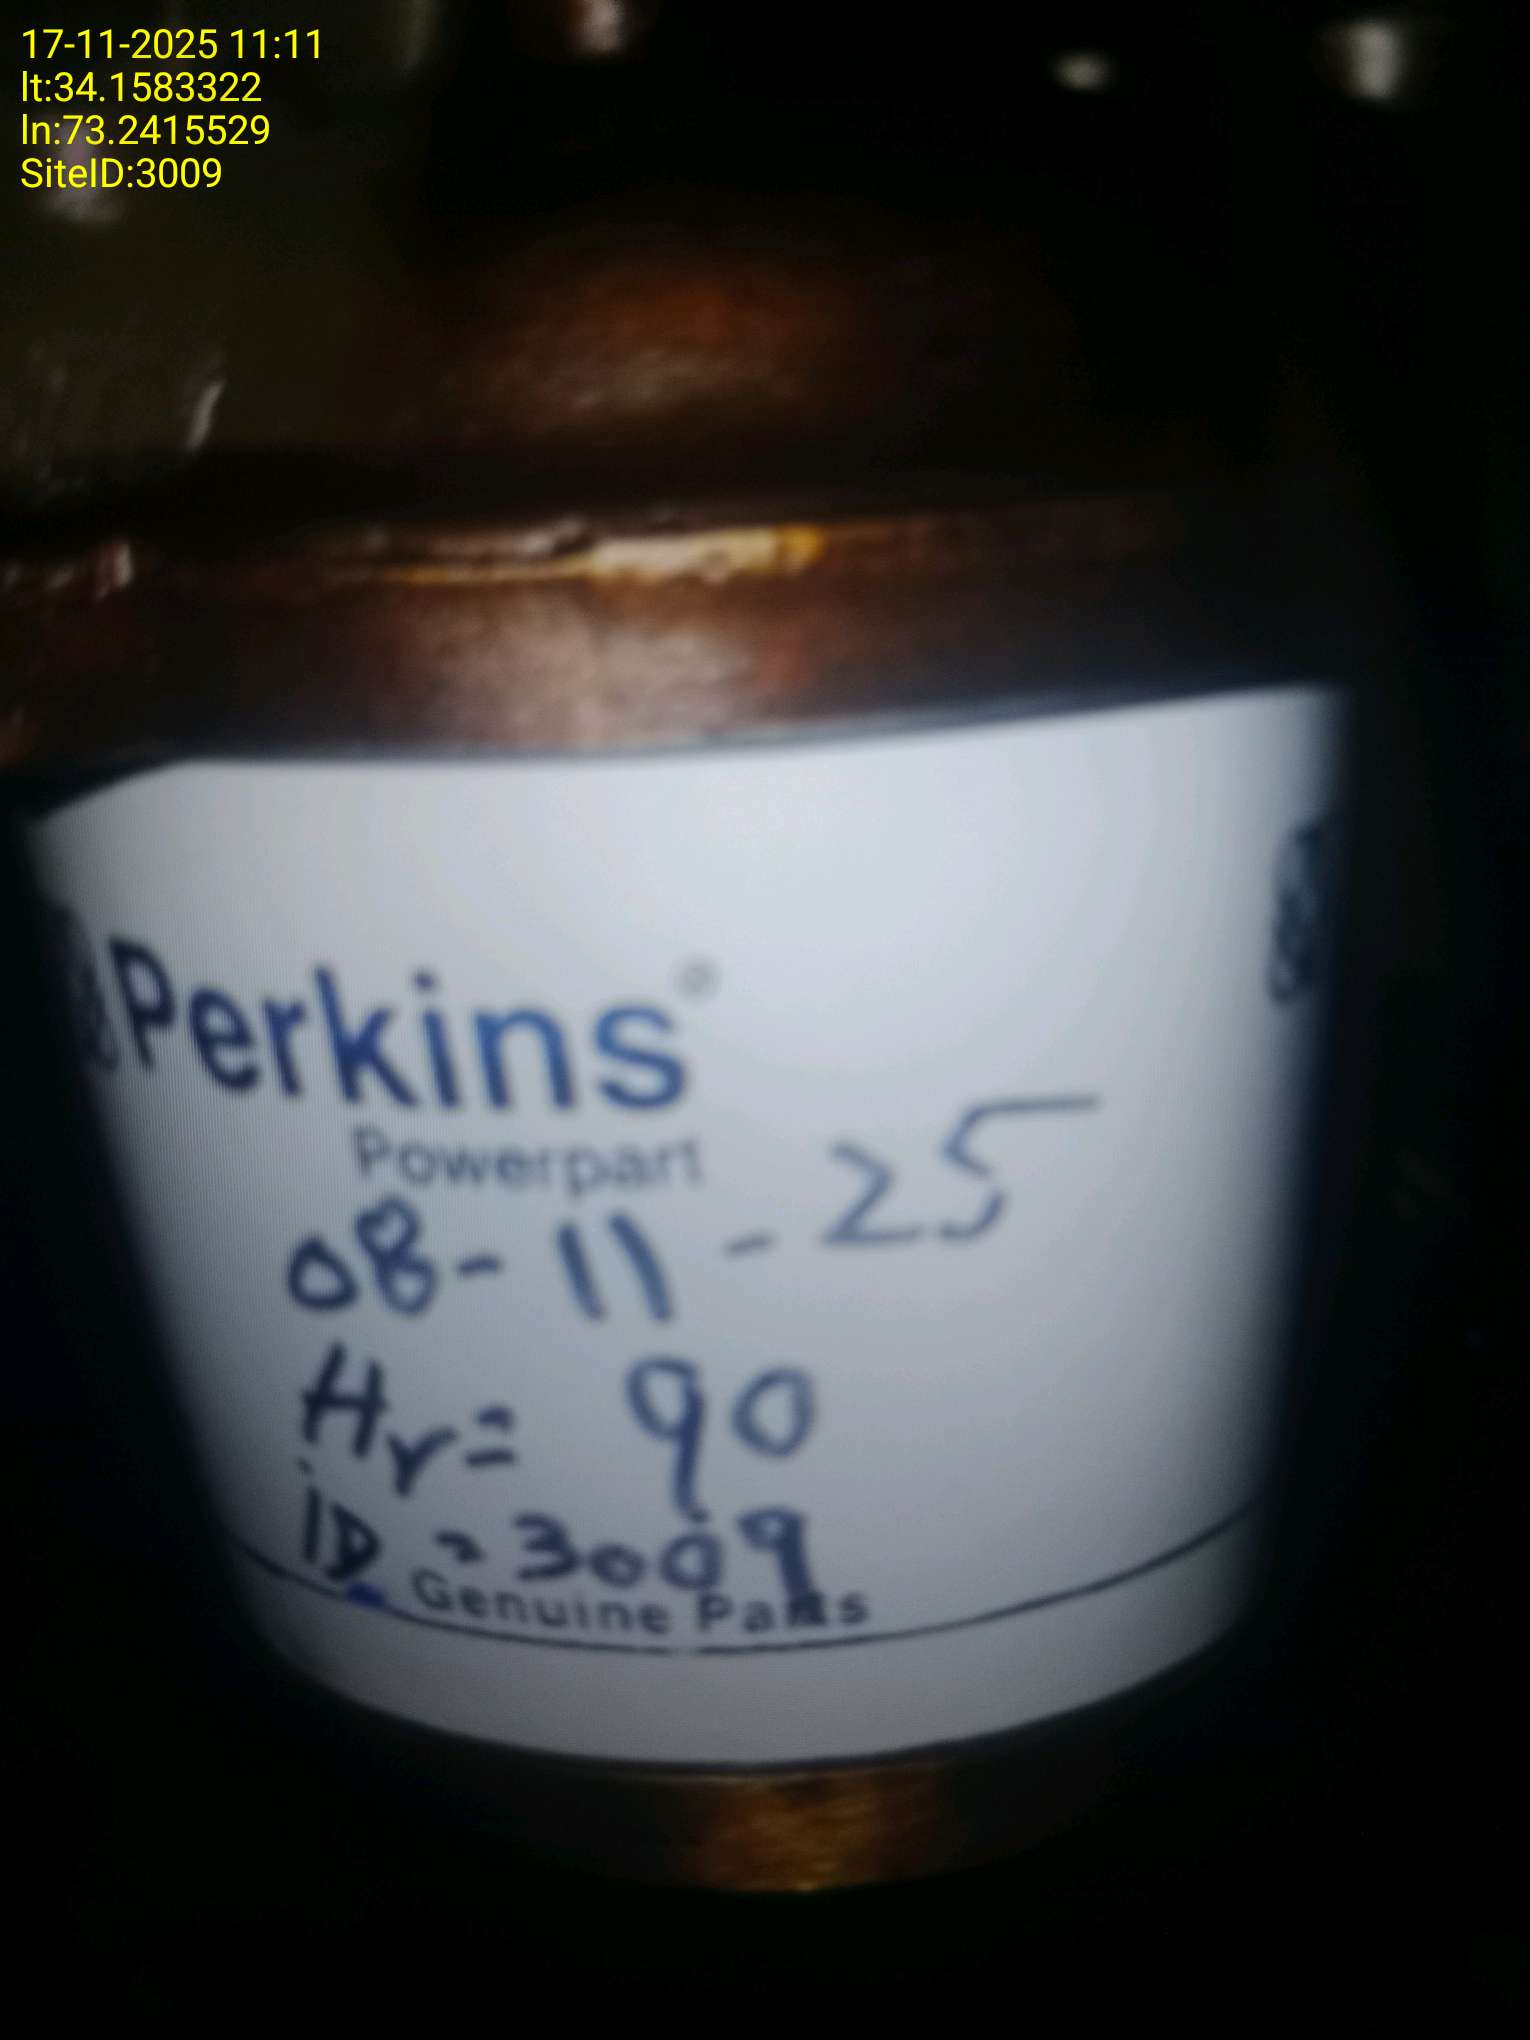 17-11-2025 11:11
lt:34.1583322
ln:73.2415529
SiteID:3009
Perkins®
Powerpart
08-11-25
Hr= 90
iD = 3009
Genuine Parts